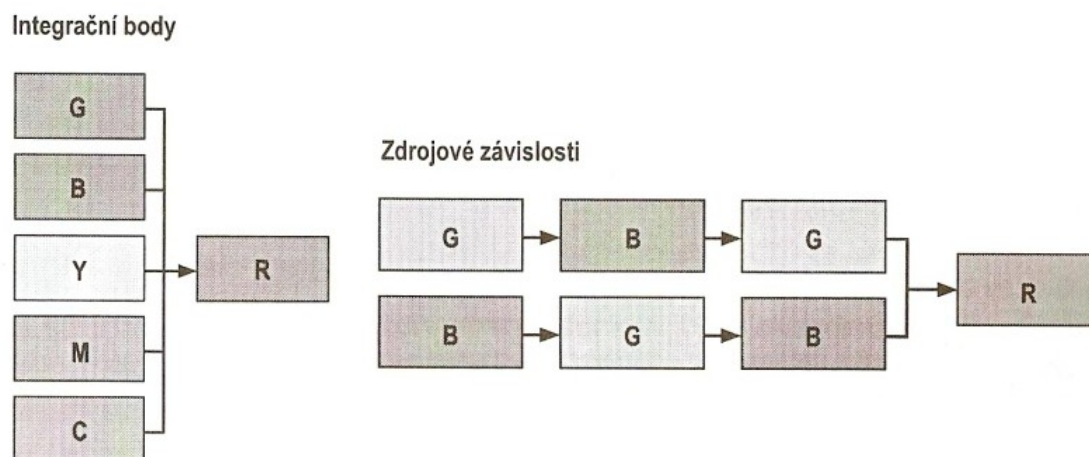 Integrační body
G
B
Y
R
M
C
Zdrojové závislosti
G B G
R
B G B